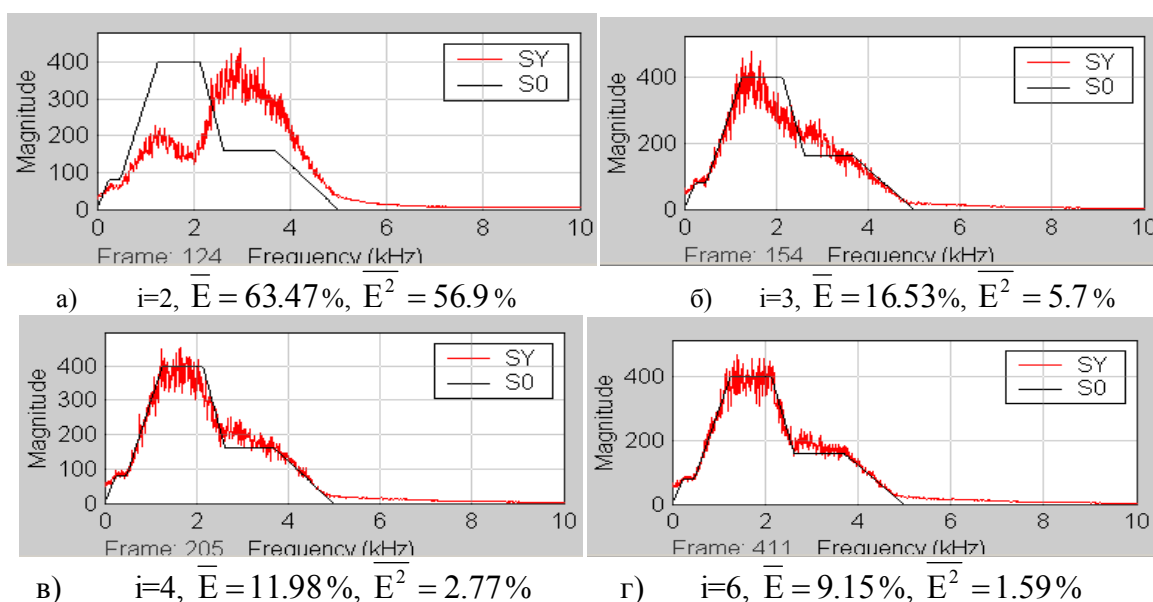 Magnitude
400
300
200
100
0
SY
S0
0
2
4
6
8
10
Frame: 124
Frequency (kHz)
Magnitude
400
200
0
SY
S0
0
2
4
6
8
10
Frame: 154
Frequency (kHz)
а) i=2, E̅ = 63.47%, E̅²̅ = 56.9%
б) i=3, E̅ = 16.53%, E̅²̅ = 5.7%
Magnitude
400
300
200
100
0
SY
S0
0
2
4
6
8
10
Frame: 205
Frequency (kHz)
Magnitude
400
200
0
SY
S0
0
2
4
6
8
10
Frame: 411
Frequency (kHz)
в) i=4, E̅ = 11.98%, E̅²̅ = 2.77%
г) i=6, E̅ = 9.15%, E̅²̅ = 1.59%